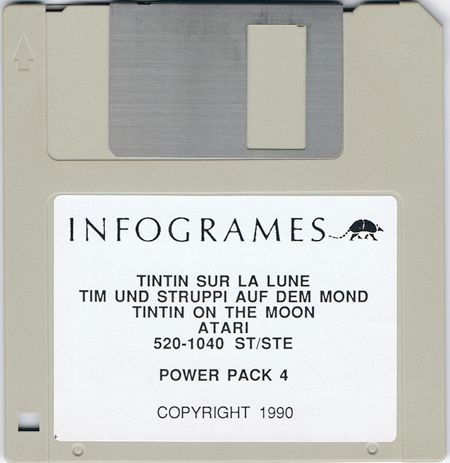 INFOGRAMES
TINTIN SUR LA LUNE
TIM UND STRUPPI AUF DEM MOND
TINTIN ON THE MOON
ATARI
520-1040 ST/STE
POWER PACK 4
COPYRIGHT 1990